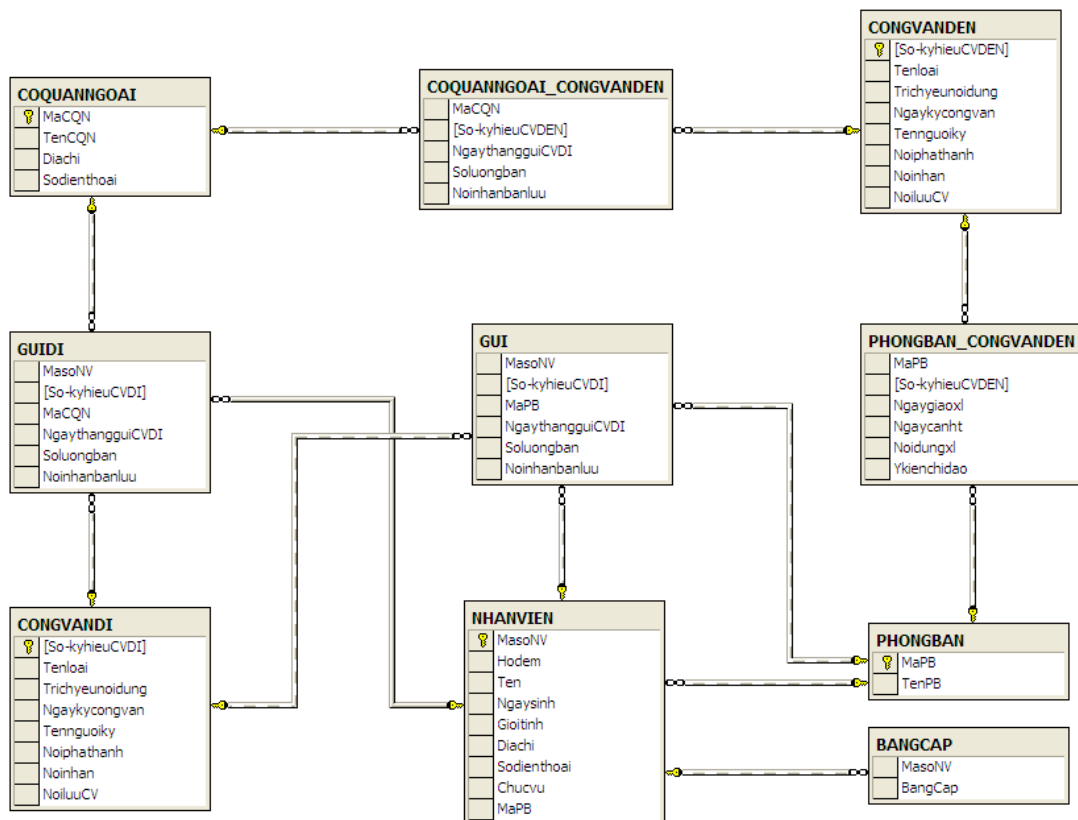 CONGVANDEN
[So-kyhieuCVDEN]
Tenloai
Trichyeunoidung
Ngaykycongvan
Tennguoiky
Noiphathanh
Noinhan
NoiluuCV
COQUANNGOAI
MaCQN
TenCQN
Diachi
Sodienthoai
COQUANNGOAI_CONGVANDEN
MaCQN
[So-kyhieuCVDEN]
NgaythangguiCVDI
Soluongban
Noinhanbanluu
GUIDI
MasoNV
[So-kyhieuCVDI]
MaCQN
NgaythangguiCVDI
Soluongban
Noinhanbanluu
GUI
MasoNV
[So-kyhieuCVDI]
MaPB
NgaythangguiCVDI
Soluongban
Noinhanbanluu
PHONGBAN_CONGVANDEN
MaPB
[So-kyhieuCVDEN]
Ngaygiaoxl
Ngaycanht
Noidungxl
Ykienchidao
CONGVANDI
[So-kyhieuCVDI]
Tenloai
Trichyeunoidung
Ngaykycongvan
Tennguoiky
Noiphathanh
Noinhan
NoiluuCV
NHANVIEN
MasoNV
Hodem
Ten
Ngaysinh
Gioitinh
Diachi
Sodienthoai
Chucvu
MaPB
PHONGBAN
MaPB
TenPB
BANGCAP
MasoNV
BangCap